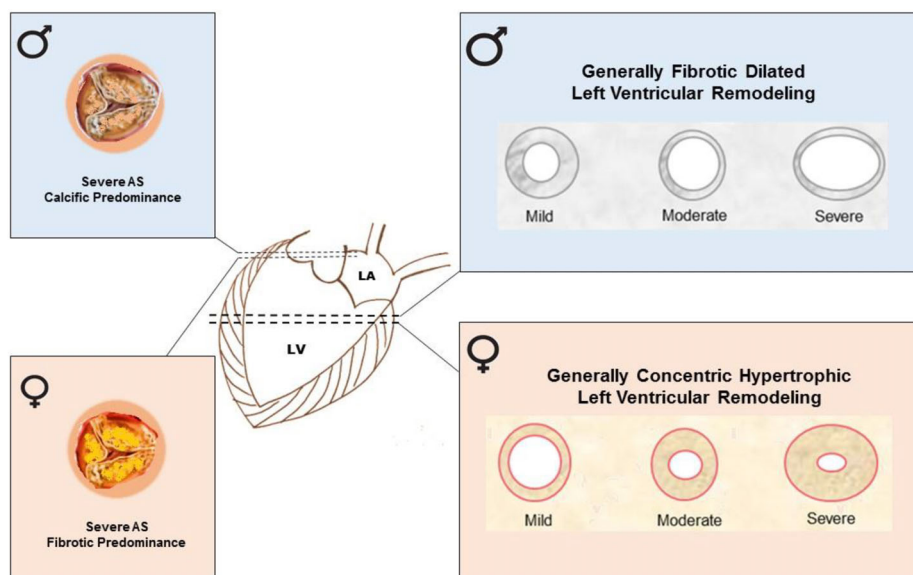 Severe AS
Calcific Predominance
Generally Fibrotic Dilated
Left Ventricular Remodeling
Mild
Moderate
Severe
LA
LV
Severe AS
Fibrotic Predominance
Generally Concentric Hypertrophic
Left Ventricular Remodeling
Mild
Moderate
Severe